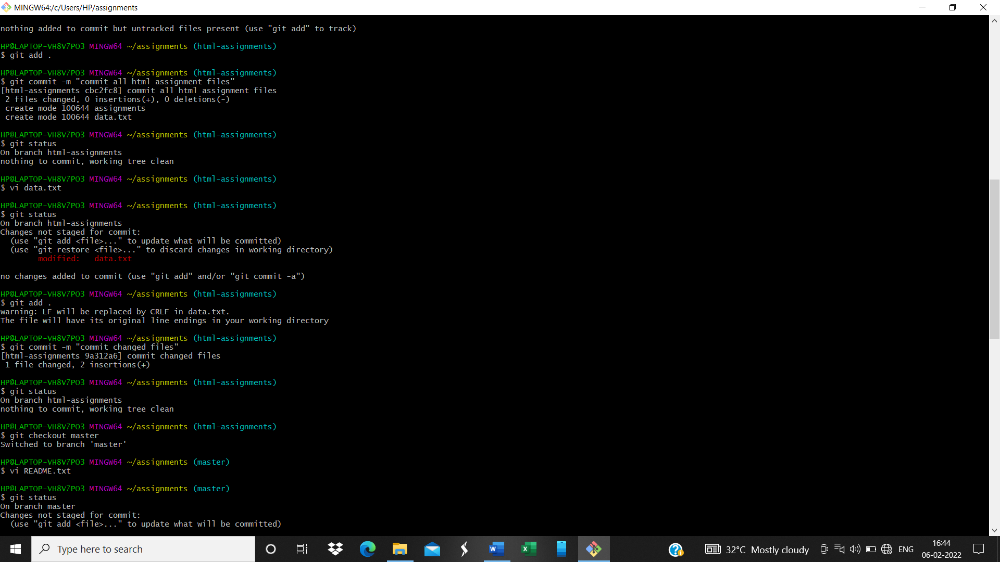 MINGW64:/c/Users/HP/assignments
nothing added to commit but untracked files present (use "git add" to track)
HP@LAPTOP-VH8V7PO3 MINGW64 ~/assignments (html-assignments)
$ git add .
HP@LAPTOP-VH8V7PO3 MINGW64 ~/assignments (html-assignments)
$ git commit -m "commit all html assignment files"
[html-assignments cbc2fc8] commit all html assignment files
2 files changed, 0 insertions(+), 0 deletions(-)
create mode 100644 assignments
create mode 100644 data.txt
HP@LAPTOP-VH8V7PO3 MINGW64 ~/assignments (html-assignments)
$ git status
On branch html-assignments
nothing to commit, working tree clean
HP@LAPTOP-VH8V7PO3 MINGW64 ~/assignments (html-assignments)
$ vi data.txt
HP@LAPTOP-VH8V7PO3 MINGW64 ~/assignments (html-assignments)
$ git status
On branch html-assignments
Changes not staged for commit:
(use "git add <file>..." to update what will be committed)
(use "git restore <file>..." to discard changes in working directory)
modified:   data.txt
no changes added to commit (use "git add" and/or "git commit -a")
HP@LAPTOP-VH8V7PO3 MINGW64 ~/assignments (html-assignments)
$ git add .
warning: LF will be replaced by CRLF in data.txt.
The file will have its original line endings in your working directory
HP@LAPTOP-VH8V7PO3 MINGW64 ~/assignments (html-assignments)
$ git commit -m "commit changed files"
[html-assignments 9a312a6] commit changed files
1 file changed, 2 insertions(+)
HP@LAPTOP-VH8V7PO3 MINGW64 ~/assignments (html-assignments)
$ git status
On branch html-assignments
nothing to commit, working tree clean
HP@LAPTOP-VH8V7PO3 MINGW64 ~/assignments (html-assignments)
$ git checkout master
Switched to branch 'master'
HP@LAPTOP-VH8V7PO3 MINGW64 ~/assignments (master)
$ vi README.txt
HP@LAPTOP-VH8V7PO3 MINGW64 ~/assignments (master)
$ git status
On branch master
Changes not staged for commit:
(use "git add <file>..." to update what will be committed)
Type here to search
32°C Mostly cloudy
ENG
16:44
06-02-2022